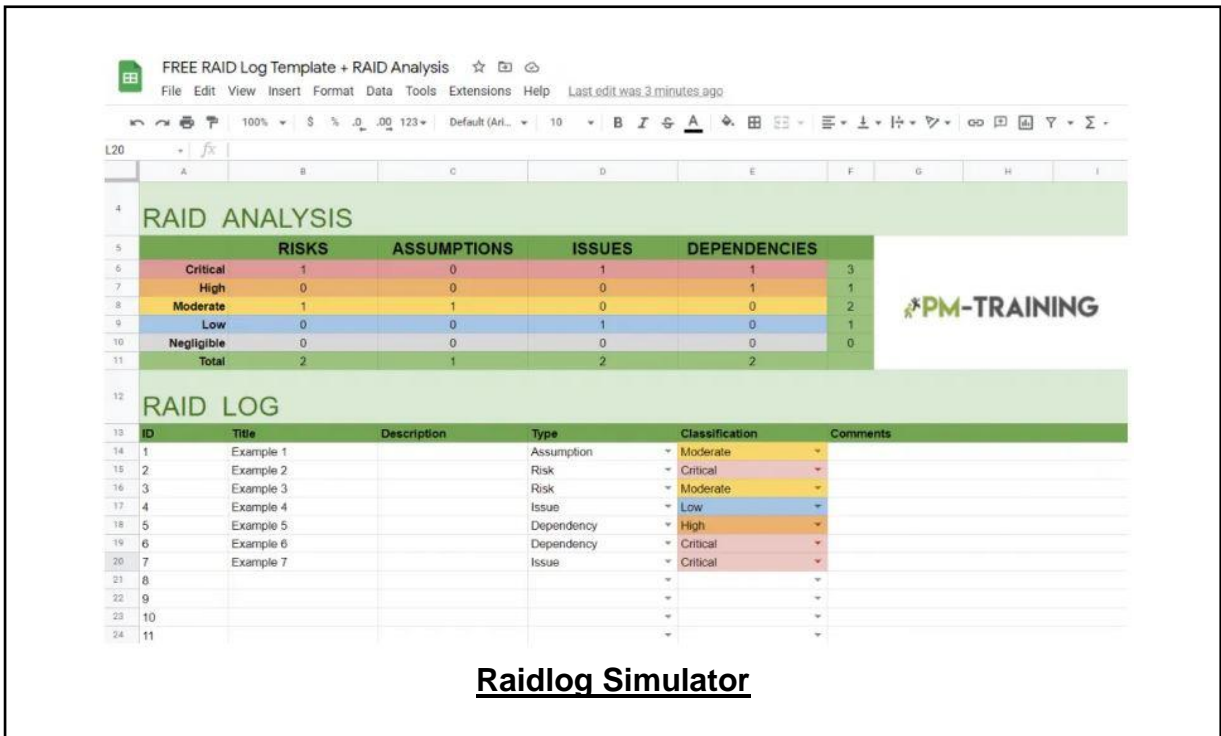 FREE RAID Log Template + RAID Analysis
File Edit View Insert Format Data Tools Extensions Help Last edit was 3 minutes ago
100% $ % .0 .00 123 Default (Ari... 10 B I S A
L20 fx
A B C D E F G H I
4 RAID ANALYSIS
5 RISKS ASSUMPTIONS ISSUES DEPENDENCIES
6 Critical 1 0 1 1 3
7 High 0 0 0 1 1
8 Moderate 1 1 0 0 2
PM-TRAINING
9 Low 0 0 1 0 1
10 Negligible 0 0 0 0 0
11 Total 2 1 2 2
12 RAID LOG
13 ID Title Description Type Classification Comments
14 1 Example 1 Assumption Moderate
15 2 Example 2 Risk Critical
16 3 Example 3 Risk Moderate
17 4 Example 4 Issue Low
18 5 Example 5 Dependency High
19 6 Example 6 Dependency Critical
20 7 Example 7 Issue Critical
21 8
22 9
23 10
24 11
Raidlog Simulator